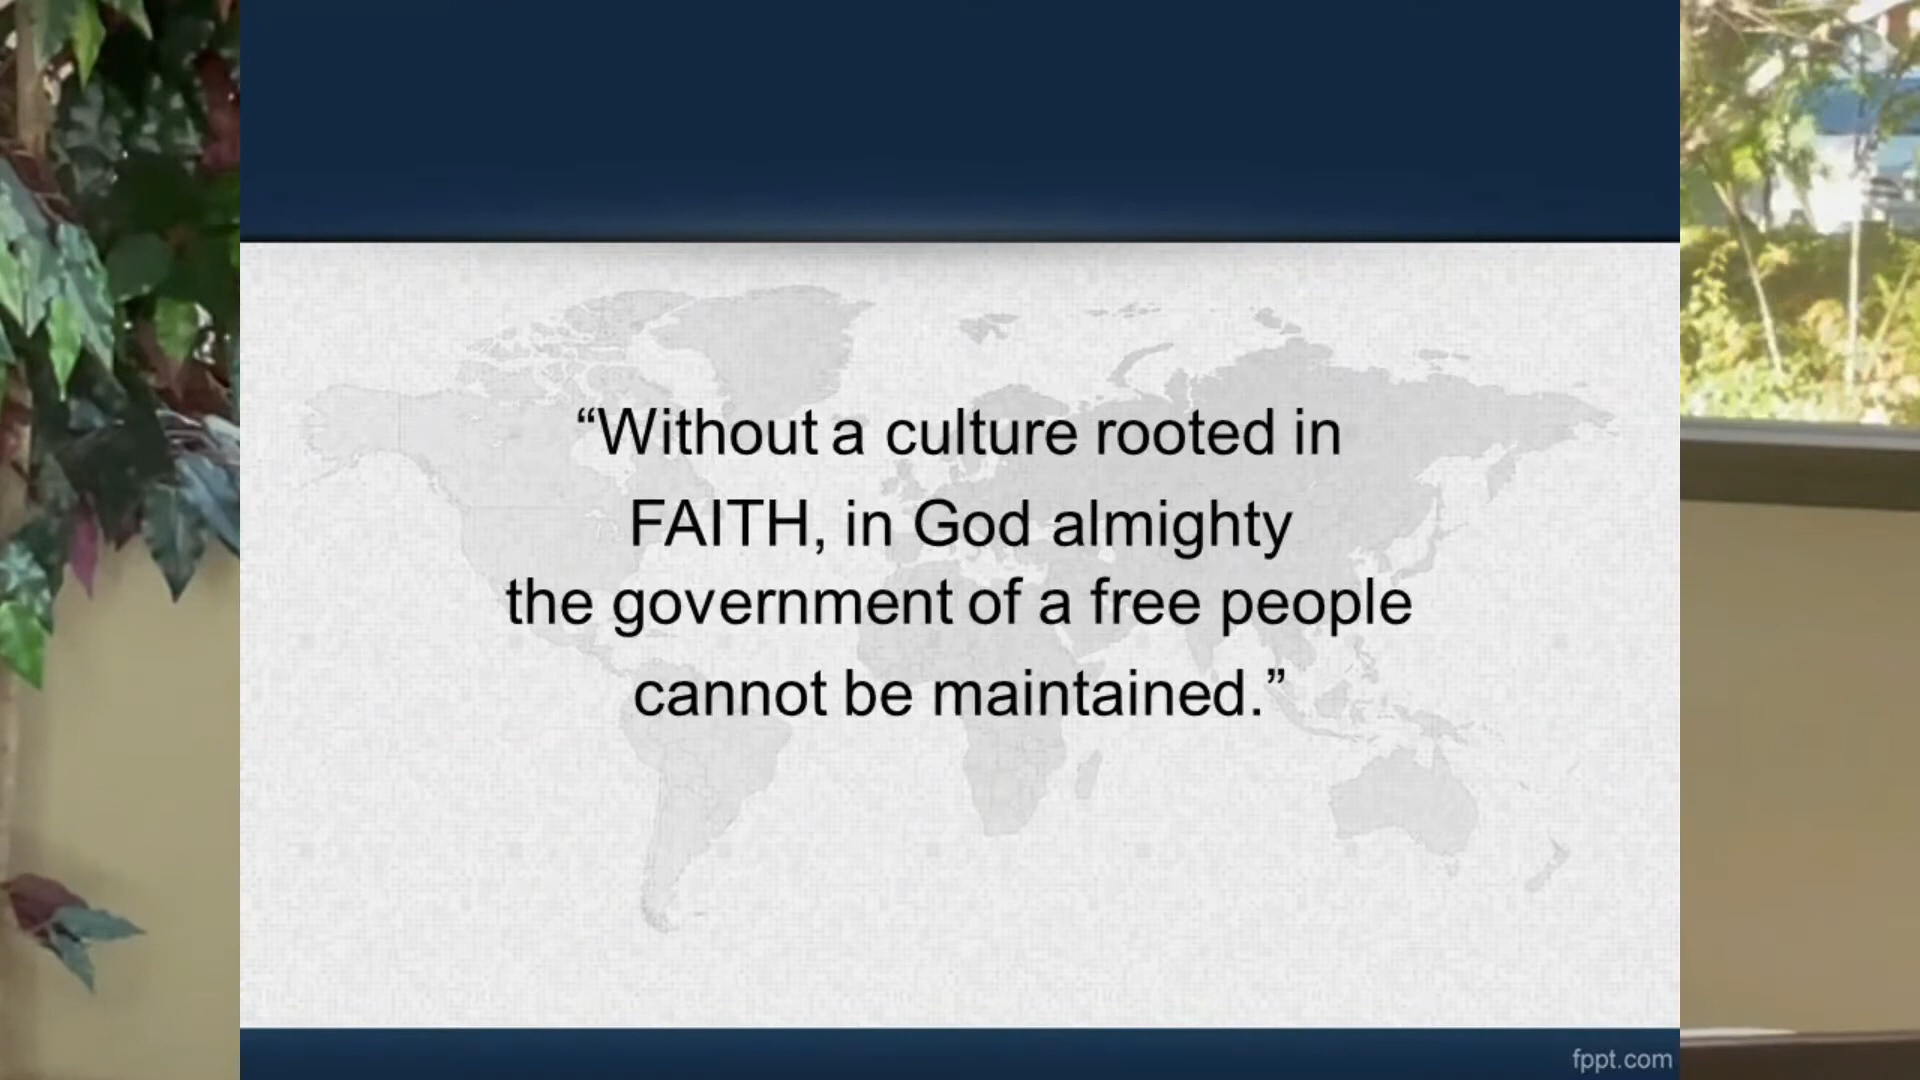 “Without a culture rooted in
FAITH, in God almighty
the government of a free people
cannot be maintained.”
fppt.com